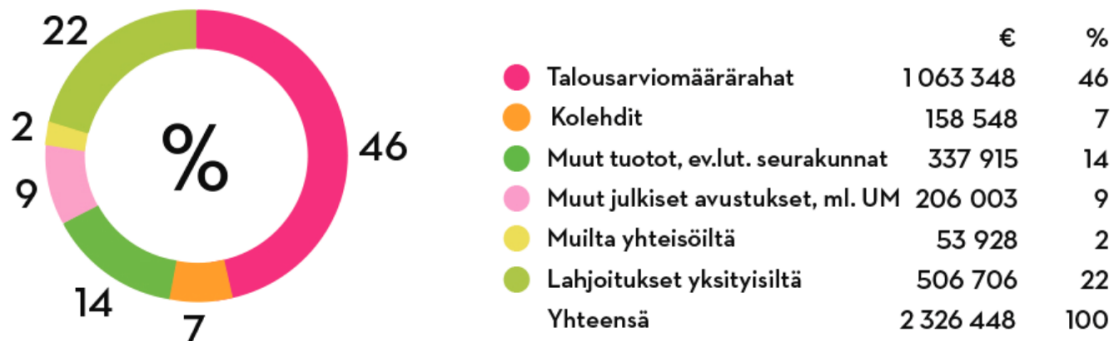 22
2
9
14
7
46
%
€ %
Talousarviomäärärahat 1 063 348 46
Kolehdit 158 548 7
Muut tuotot, ev.lut. seurakunnat 337 915 14
Muut julkiset avustukset, ml. UM 206 003 9
Muilta yhteisöiltä 53 928 2
Lahjoitukset yksityisiltä 506 706 22
Yhteensä 2 326 448 100